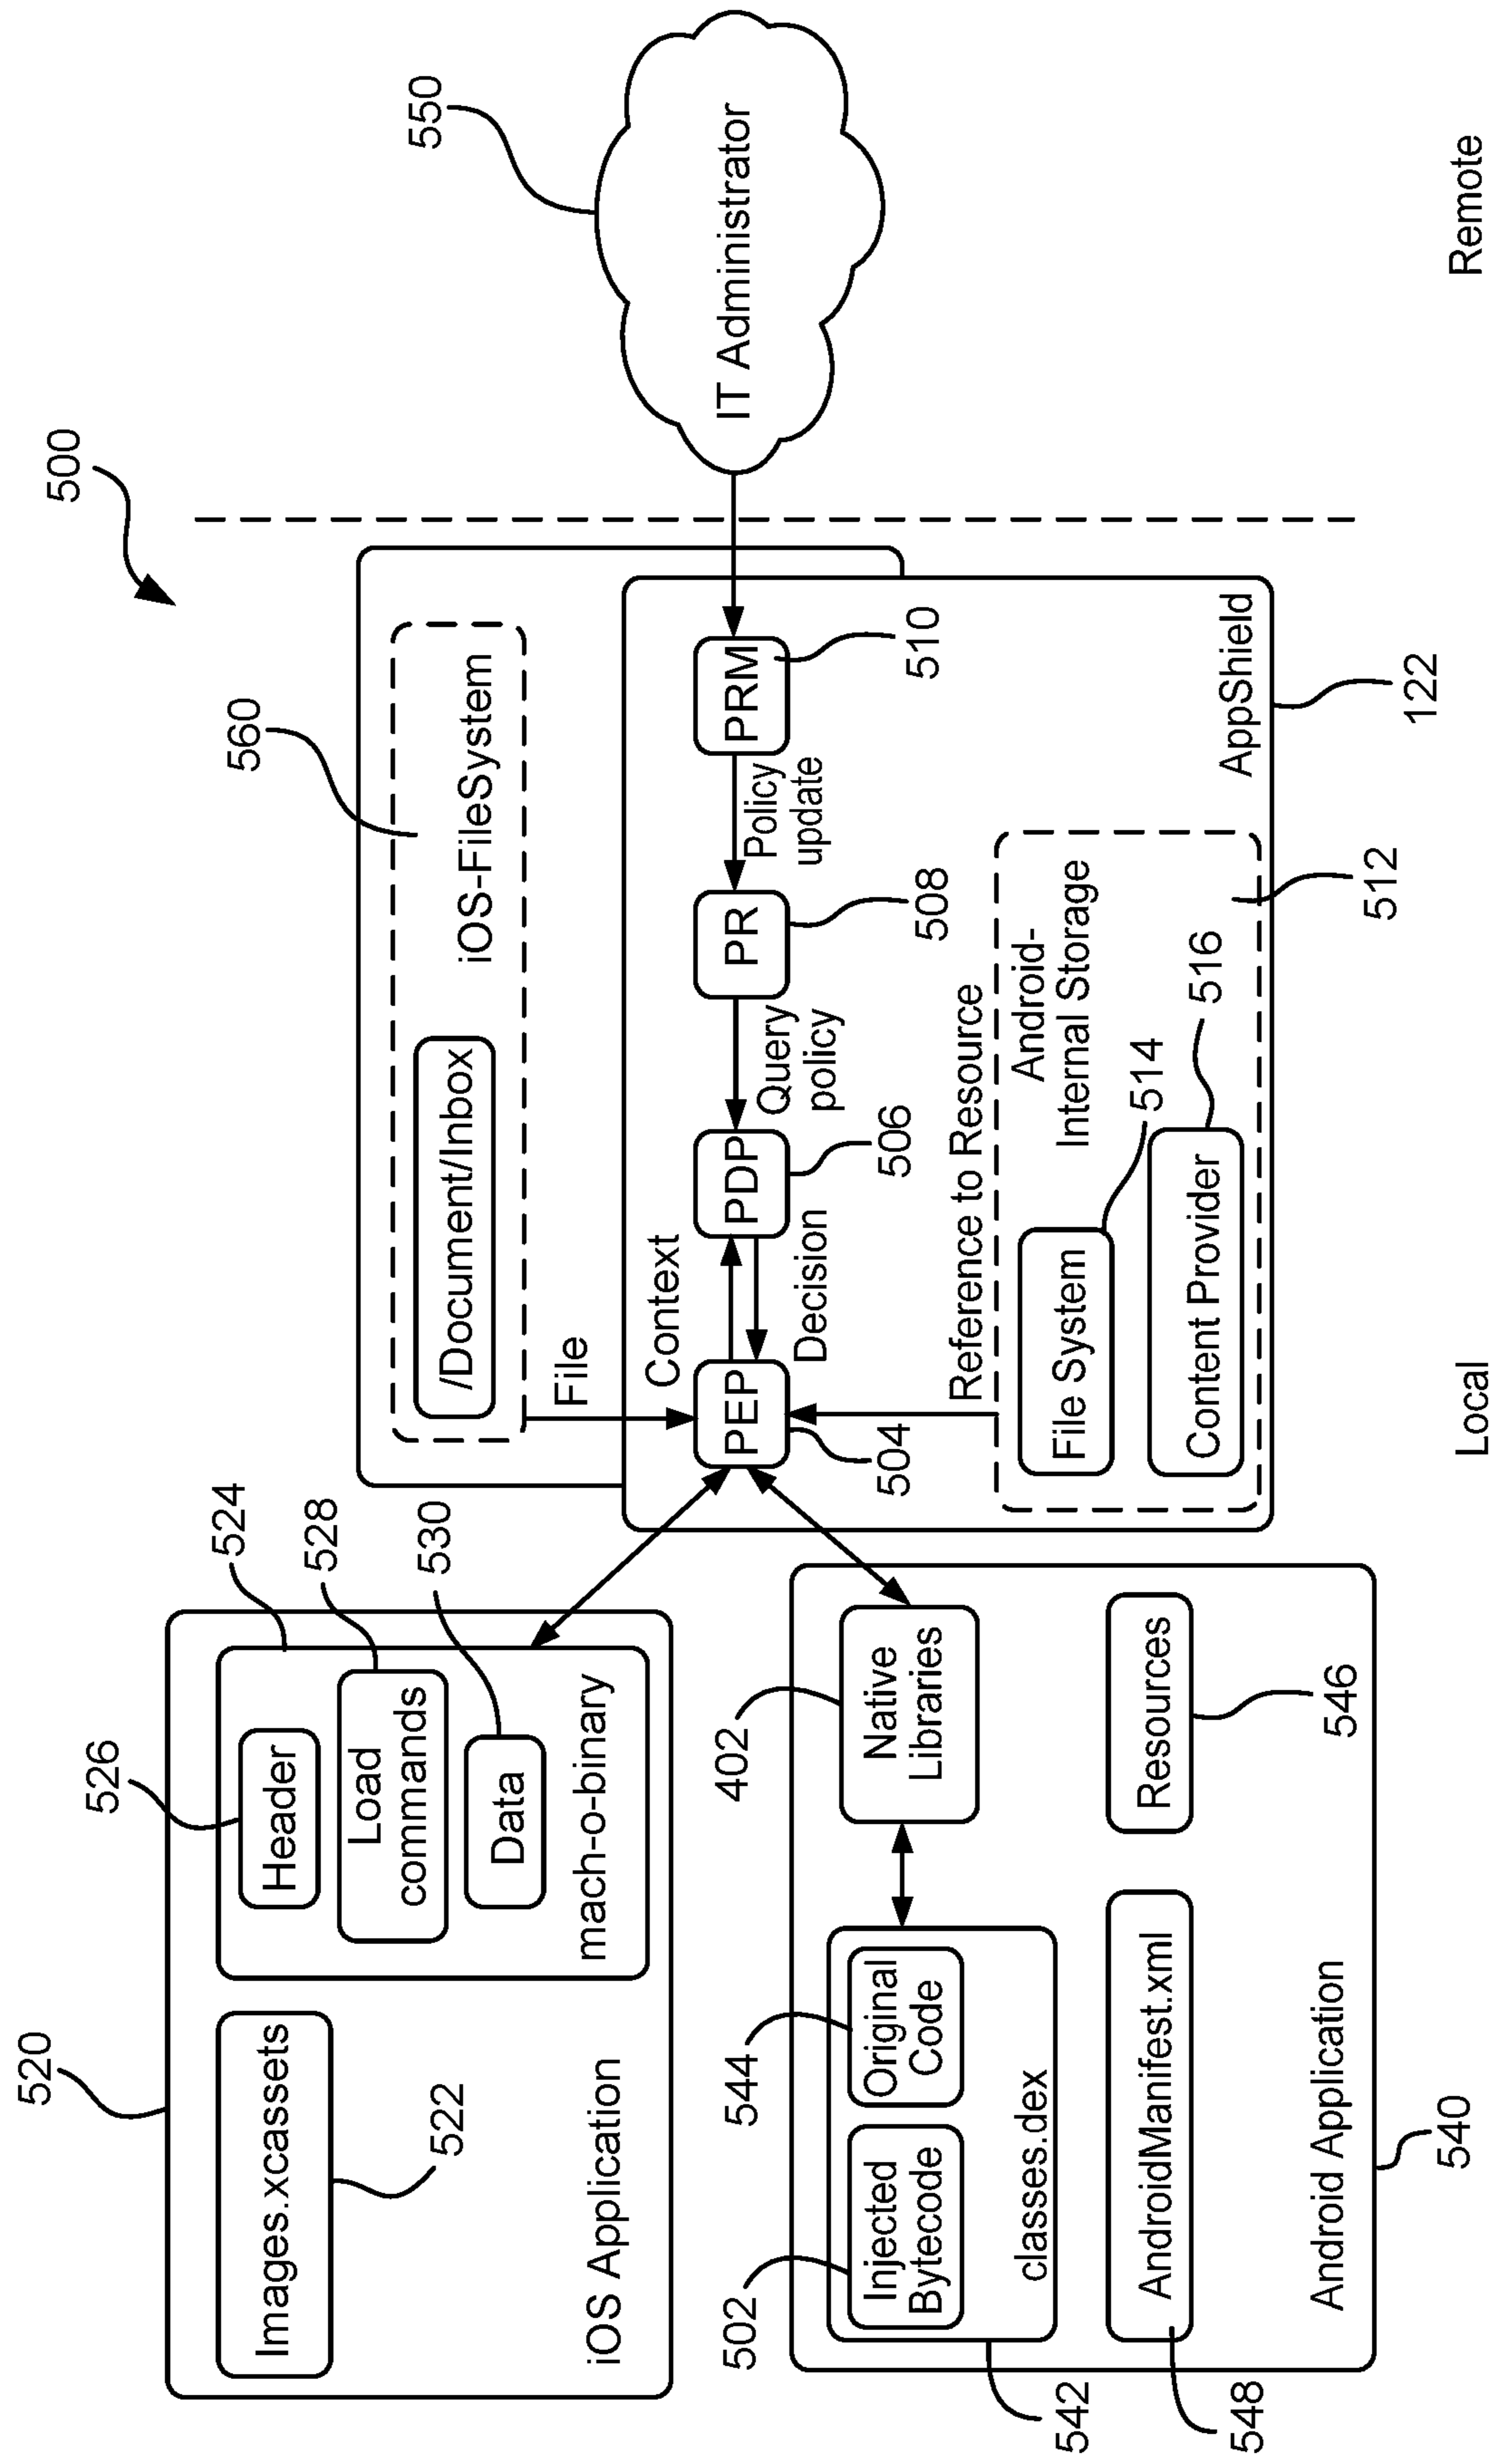 500
520
Images.xcassets
522
iOS Application
526
Header
524
Load
commands
528
Data
530
mach-o-binary
560
/Document/Inbox
iOS-FileSystem
File
550
IT Administrator
Context
PEP
504
Decision
PDP
506
Query
policy
PR
508
Policy
update
PRM
510
Reference to Resource
Android-
Internal Storage
File System
514
Content Provider
516
512
AppShield
122
502
Injected
Bytecode
544
Original
Code
classes.dex
542
402
Native
Libraries
AndroidManifest.xml
548
Resources
546
Android Application
540
Local
Remote